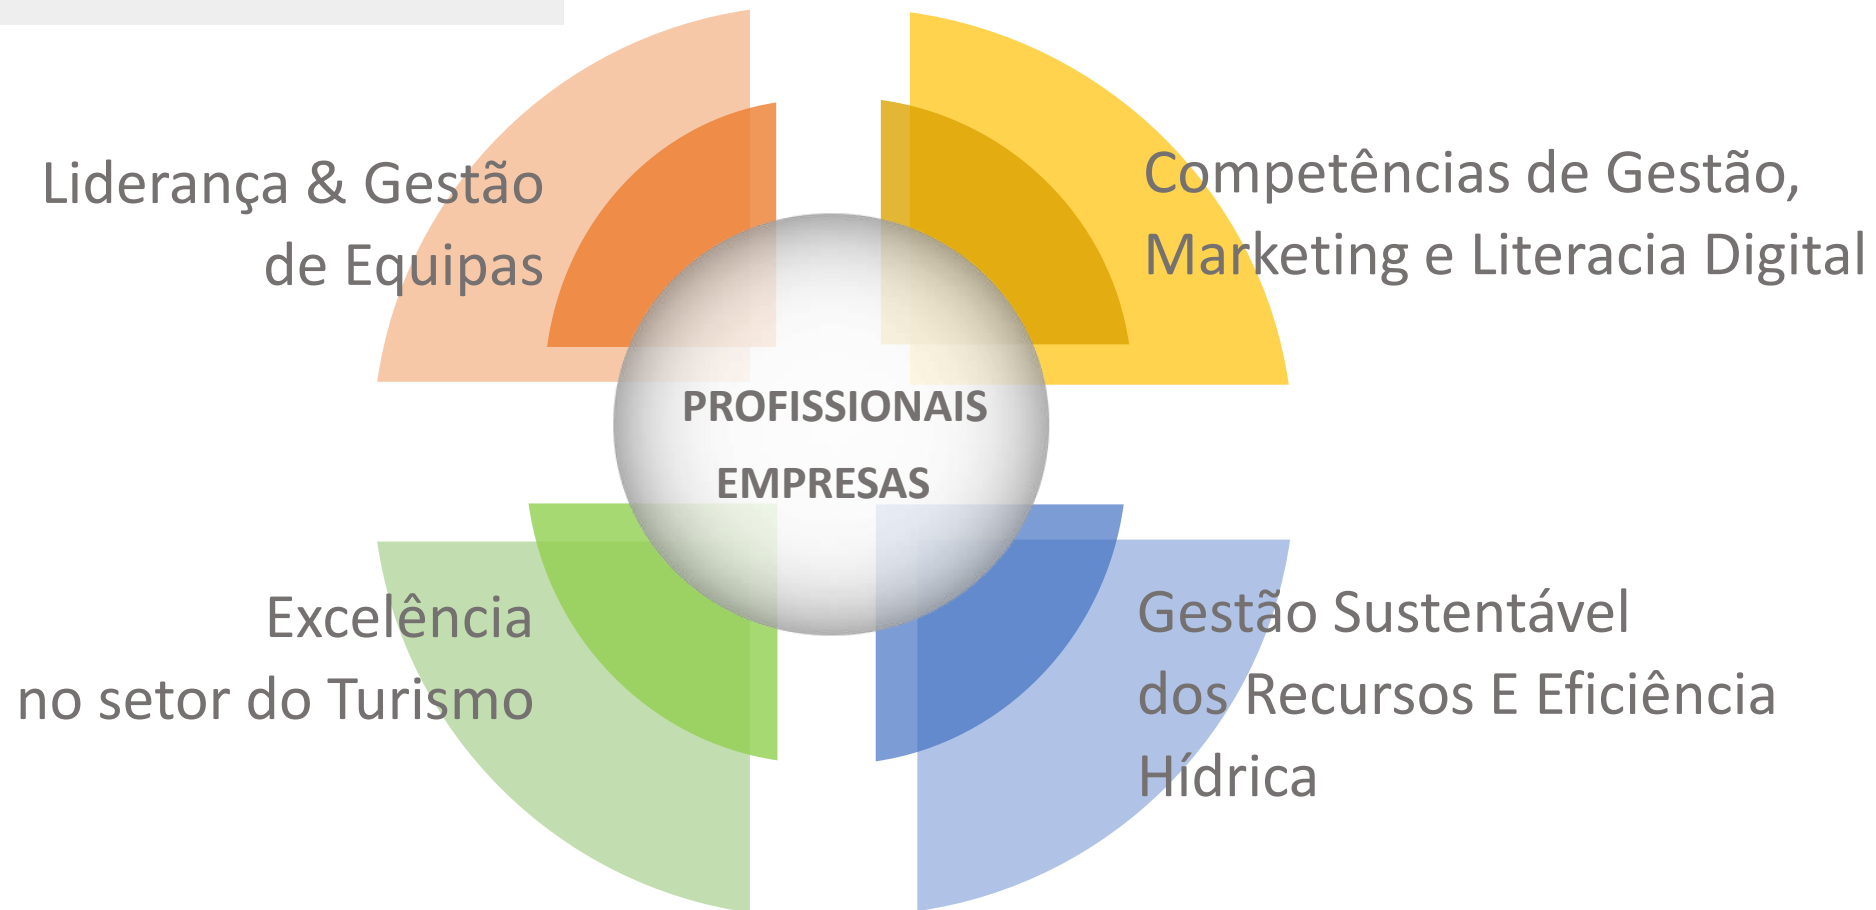 Liderança & Gestão
de Equipas
Competências de Gestão,
Marketing e Literacia Digital
PROFISSIONAIS
EMPRESAS
Excelência
no setor do Turismo
Gestão Sustentável
dos Recursos E Eficiência
Hídrica